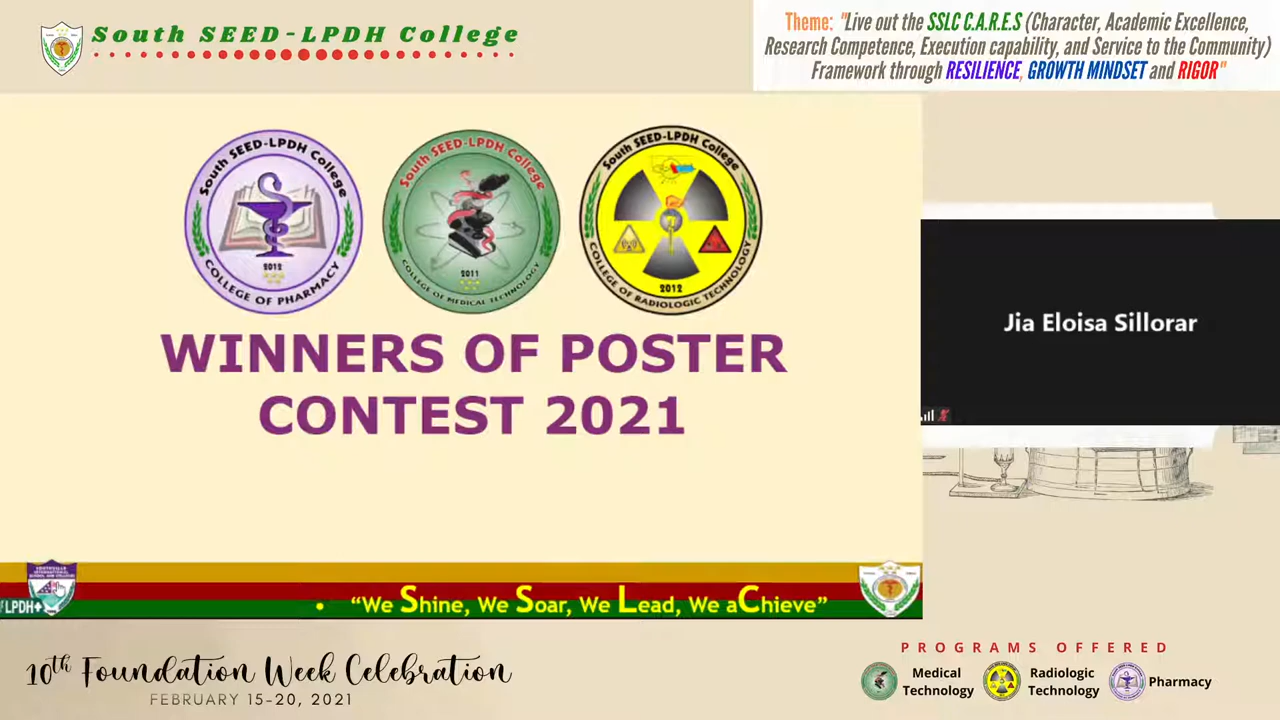 South SEED-LPDH College
Theme: "Live out the SSLC C.A.R.E.S (Character, Academic Excellence,
Research Competence, Execution capability, and Service to the Community)
Framework through RESILIENCE, GROWTH MINDSET and RIGOR"
South SEED-LPDH College
2012
COLLEGE OF PHARMACY
South SEED-LPDH College
2011
COLLEGE OF MEDICAL TECHNOLOGY
South SEED-LPDH College
2012
COLLEGE OF RADIOLOGIC TECHNOLOGY
WINNERS OF POSTER
CONTEST 2021
Jia Eloisa Sillorar
LPDH
• "We Shine, We Soar, We Lead, We aChieve"
10th Foundation Week Celebration
FEBRUARY 15-20, 2021
PROGRAMS OFFERED
Medical
Technology
Radiologic
Technology
Pharmacy